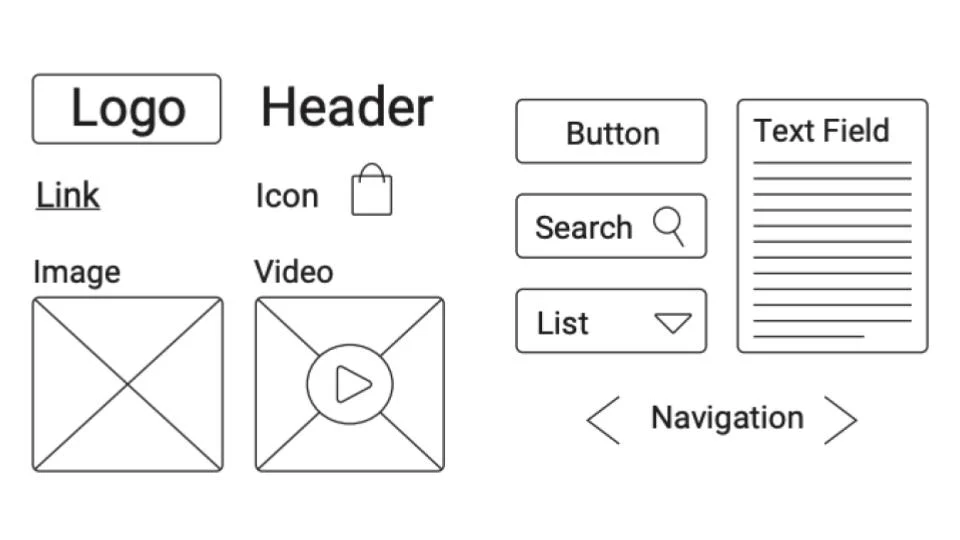 Logo
Header
Link
Icon
Image
Video
Button
Search
List
Text Field
Navigation